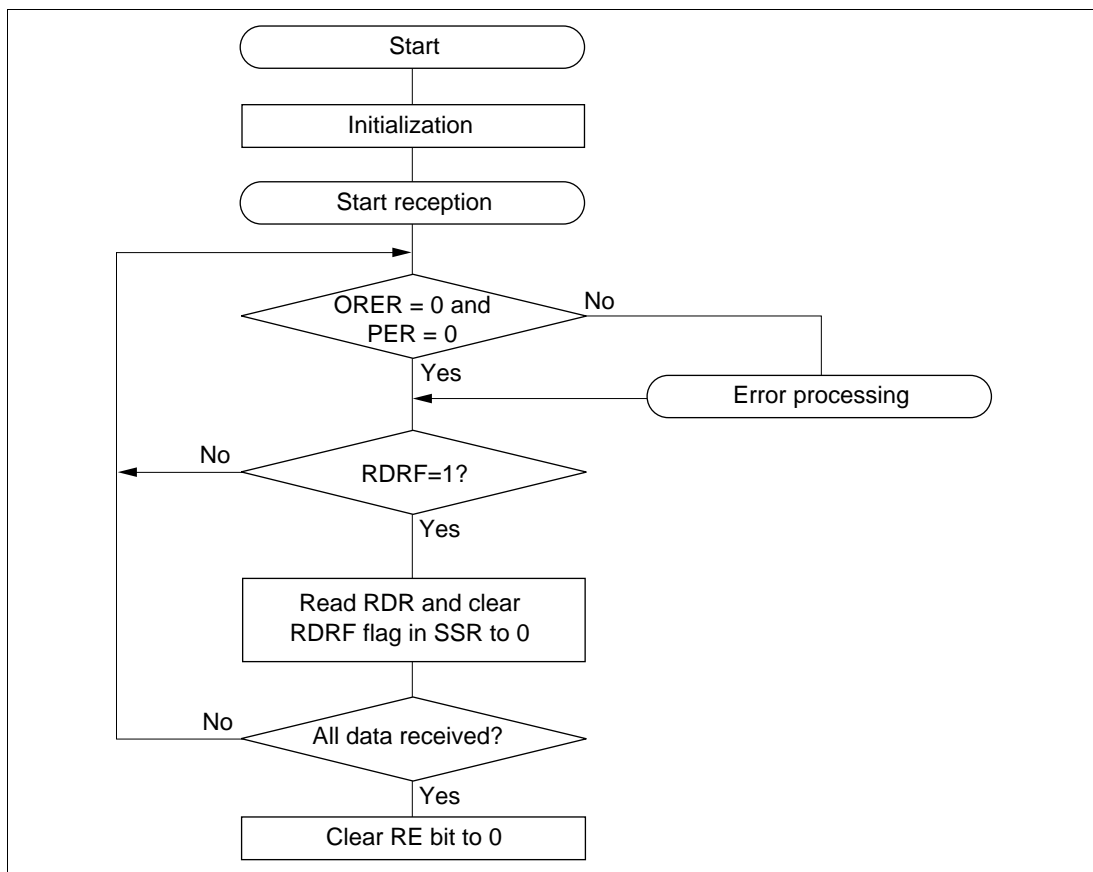 Start
Initialization
Start reception
ORER = 0 and
PER = 0
No
Yes
Error processing
No
RDRF=1?
Yes
Read RDR and clear
RDRF flag in SSR to 0
No
All data received?
Yes
Clear RE bit to 0